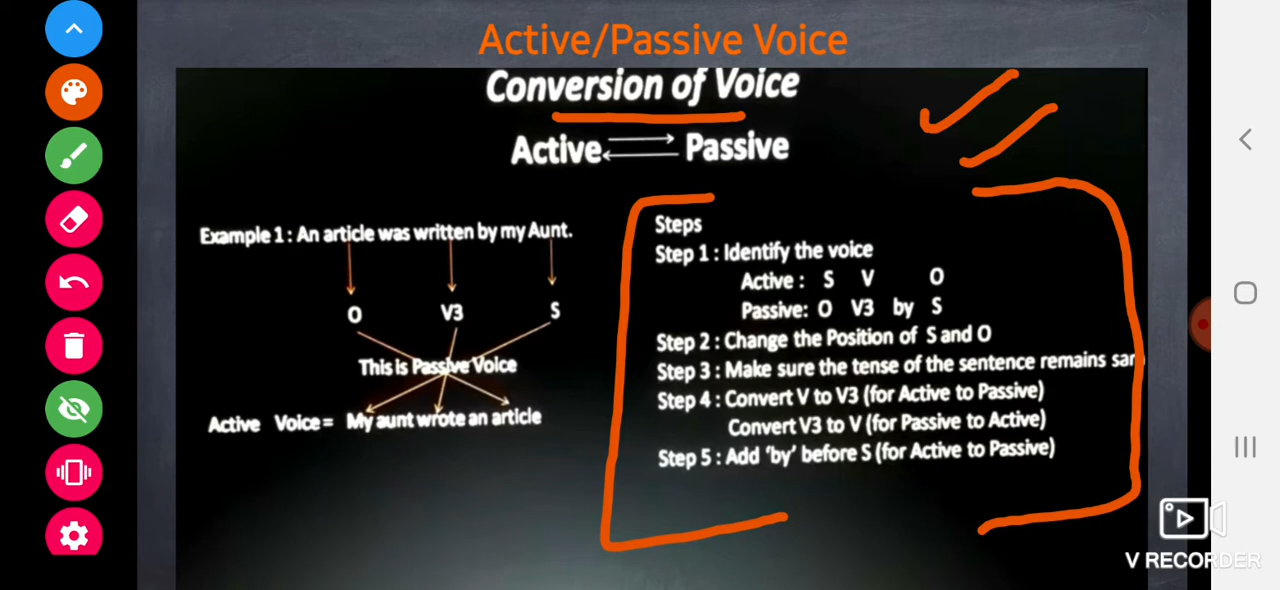 Active/Passive Voice
Conversion of Voice
Active Passive
Example 1 : An article was written by my Aunt.
O V3 S
This is Passive Voice
Active Voice = My aunt wrote an article
Steps
Step 1 : Identify the voice
Active : S V O
Passive: O V3 by S
Step 2 : Change the Position of S and O
Step 3 : Make sure the tense of the sentence remains
Step 4 : Convert V to V3 (for Active to Passive)
Convert V3 to V (for Passive to Active)
Step 5 : Add 'by' before S (for Active to Passive)
V RECORDER